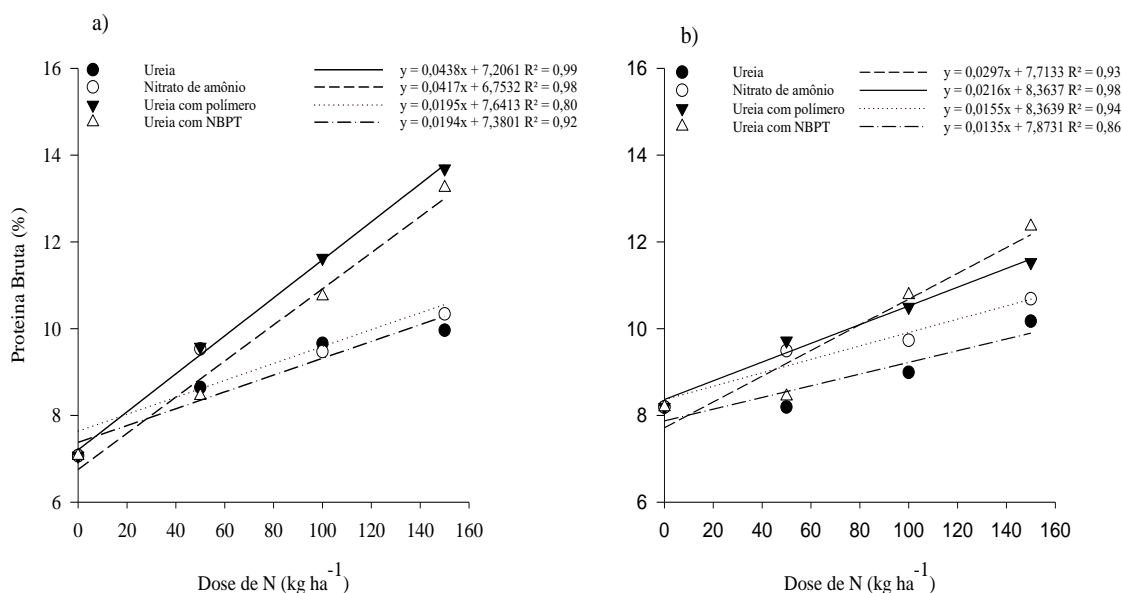 a)
16
14
12
10
8
6
Proteina Bruta (%)
Ureia
Nitrato de amônio
Ureia com polímero
Ureia com NBPT
y = 0,0438x + 7,2061 R² = 0,99
y = 0,0417x + 6,7532 R² = 0,98
y = 0,0195x + 7,6413 R² = 0,80
y = 0,0194x + 7,3801 R² = 0,92
0 20 40 60 80 100 120 140 160
Dose de N (kg ha⁻¹)
b)
16
14
12
10
8
6
Ureia
Nitrato de amônio
Ureia com polímero
Ureia com NBPT
y = 0,0297x + 7,7133 R² = 0,93
y = 0,0216x + 8,3637 R² = 0,98
y = 0,0155x + 8,3639 R² = 0,94
y = 0,0135x + 7,8731 R² = 0,86
0 20 40 60 80 100 120 140 160
Dose de N (kg ha⁻¹)